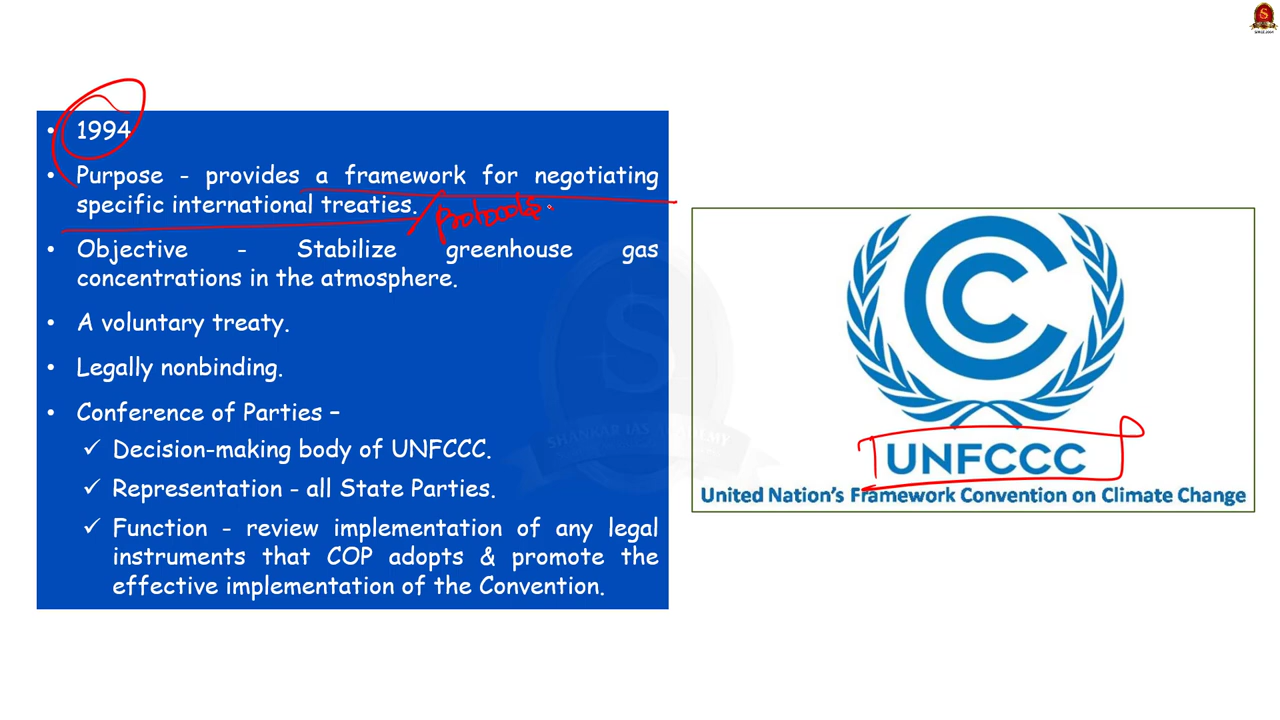 • 1994
• Purpose - provides a framework for negotiating
specific international treaties. / Protocols
• Objective - Stabilize greenhouse gas
concentrations in the atmosphere.
• A voluntary treaty.
• Legally nonbinding.
• Conference of Parties –
✓ Decision-making body of UNFCCC.
✓ Representation - all State Parties.
✓ Function - review implementation of any legal
instruments that COP adopts & promote the
effective implementation of the Convention.
UNFCCC
United Nation's Framework Convention on Climate Change
SHANKAR IAS ACADEMY
S